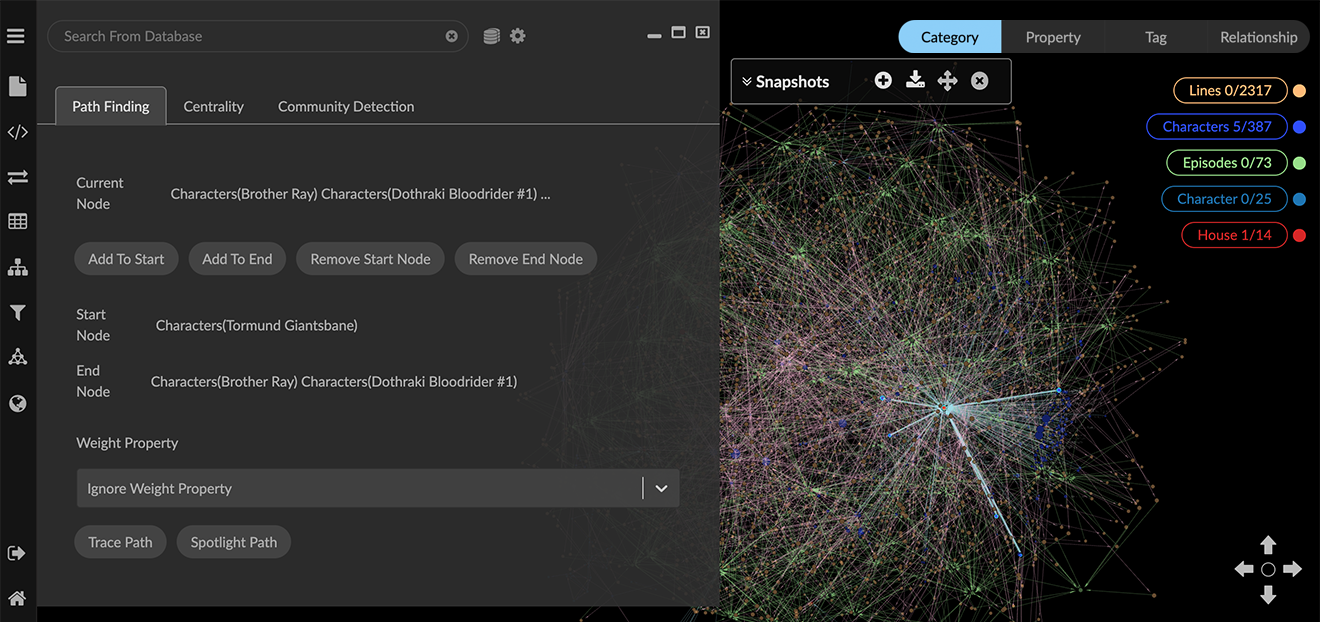 Search From Database
Category
Property
Tag
Relationship
Snapshots
Lines 0/2317
Characters 5/387
Episodes 0/73
Character 0/25
House 1/14
Path Finding
Centrality
Community Detection
Current
Node
Characters(Brother Ray) Characters(Dothraki Bloodrider #1) ...
Add To Start
Add To End
Remove Start Node
Remove End Node
Start
Node
Characters(Tormund Giantsbane)
End
Node
Characters(Brother Ray) Characters(Dothraki Bloodrider #1)
Weight Property
Ignore Weight Property
Trace Path
Spotlight Path